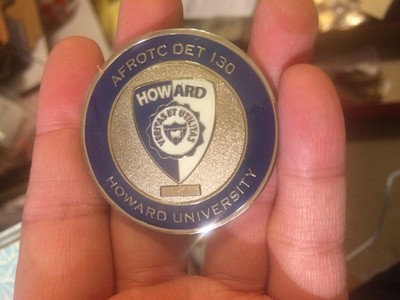 AFROTC DET 130
HOWARD
VERITAS ET UTILITAS
HOWARD UNIVERSITY